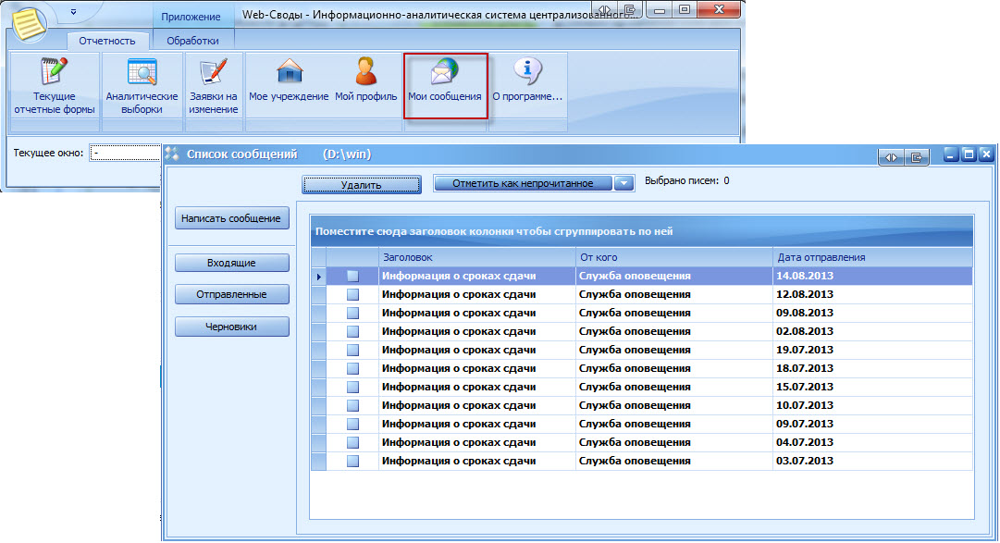 Приложение
Web-Своды - Информационно-аналитическая система централизованного...
Отчетность
Обработки
Текущие
отчетные формы
Аналитические
выборки
Заявки на
изменение
Мое учреждение
Мой профиль
Мои сообщения
О программе...
Текущее окно:
-
Список сообщений (D:\win)
Удалить
Отметить как непрочитанное
Выбрано писем: 0
Написать сообщение
Входящие
Отправленные
Черновики
Поместите сюда заголовок колонки чтобы сгруппировать по ней
Заголовок От кого Дата отправления
Информация о сроках сдачи Служба оповещения 14.08.2013
Информация о сроках сдачи Служба оповещения 12.08.2013
Информация о сроках сдачи Служба оповещения 09.08.2013
Информация о сроках сдачи Служба оповещения 02.08.2013
Информация о сроках сдачи Служба оповещения 19.07.2013
Информация о сроках сдачи Служба оповещения 18.07.2013
Информация о сроках сдачи Служба оповещения 15.07.2013
Информация о сроках сдачи Служба оповещения 10.07.2013
Информация о сроках сдачи Служба оповещения 09.07.2013
Информация о сроках сдачи Служба оповещения 04.07.2013
Информация о сроках сдачи Служба оповещения 03.07.2013